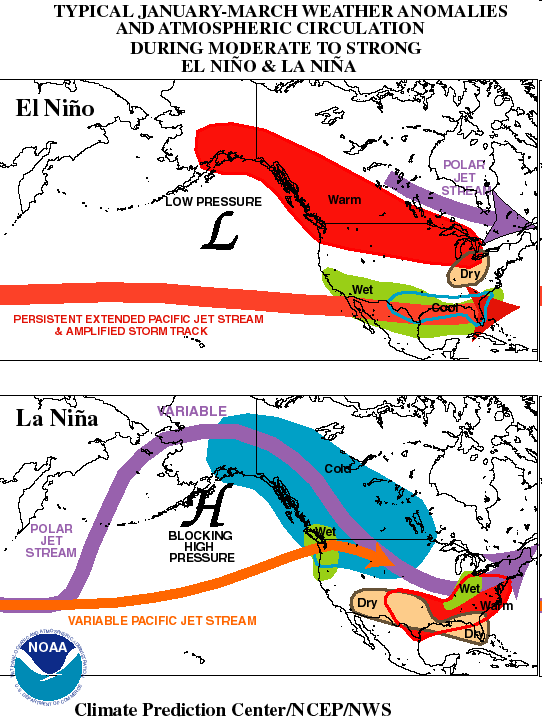 TYPICAL JANUARY-MARCH WEATHER ANOMALIES
AND ATMOSPHERIC CIRCULATION
DURING MODERATE TO STRONG
EL NIÑO & LA NIÑA
El Niño
POLAR
JET
STREAM
LOW PRESSURE
L
Warm
Dry
Wet
Cool
PERSISTENT EXTENDED PACIFIC JET STREAM
& AMPLIFIED STORM TRACK
La Niña
VARIABLE
Cold
H
BLOCKING
HIGH
PRESSURE
POLAR
JET
STREAM
Wet
Wet
Dry
Warm
Dry
VARIABLE PACIFIC JET STREAM
NOAA
Climate Prediction Center/NCEP/NWS